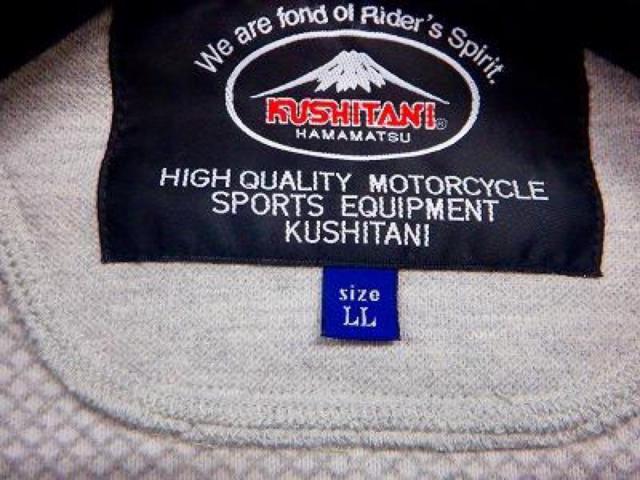 We are fond of Rider's Spirit.
KUSHITANI®
HAMAMATSU
HIGH QUALITY MOTORCYCLE
SPORTS EQUIPMENT
KUSHITANI
size
LL